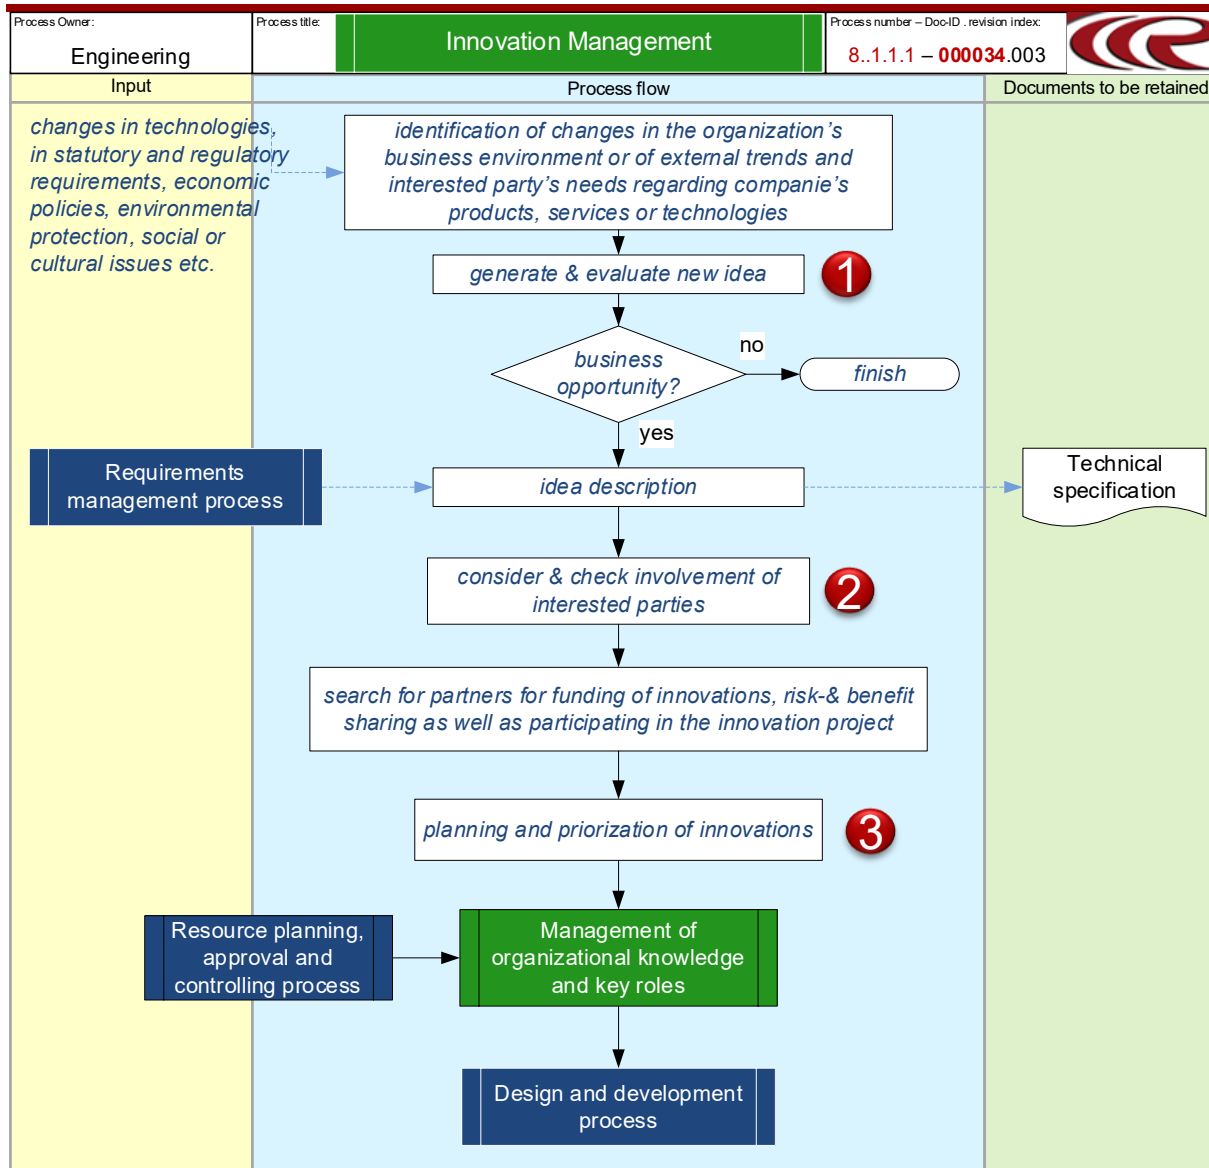 Process Owner:
Engineering
Process title:
Innovation Management
Process number – Doc-ID . revision index:
8..1.1.1 – 000034.003
Input
Process flow
Documents to be retained
changes in technologies,
in statutory and regulatory
requirements, economic
policies, environmental
protection, social or
cultural issues etc.
identification of changes in the organization's
business environment or of external trends and
interested party's needs regarding companie's
products, services or technologies
generate & evaluate new idea
1
business
opportunity?
no
finish
yes
Requirements
management process
idea description
Technical
specification
consider & check involvement of
interested parties
2
search for partners for funding of innovations, risk-& benefit
sharing as well as participating in the innovation project
planning and priorization of innovations
3
Resource planning,
approval and
controlling process
Management of
organizational knowledge
and key roles
Design and development
process